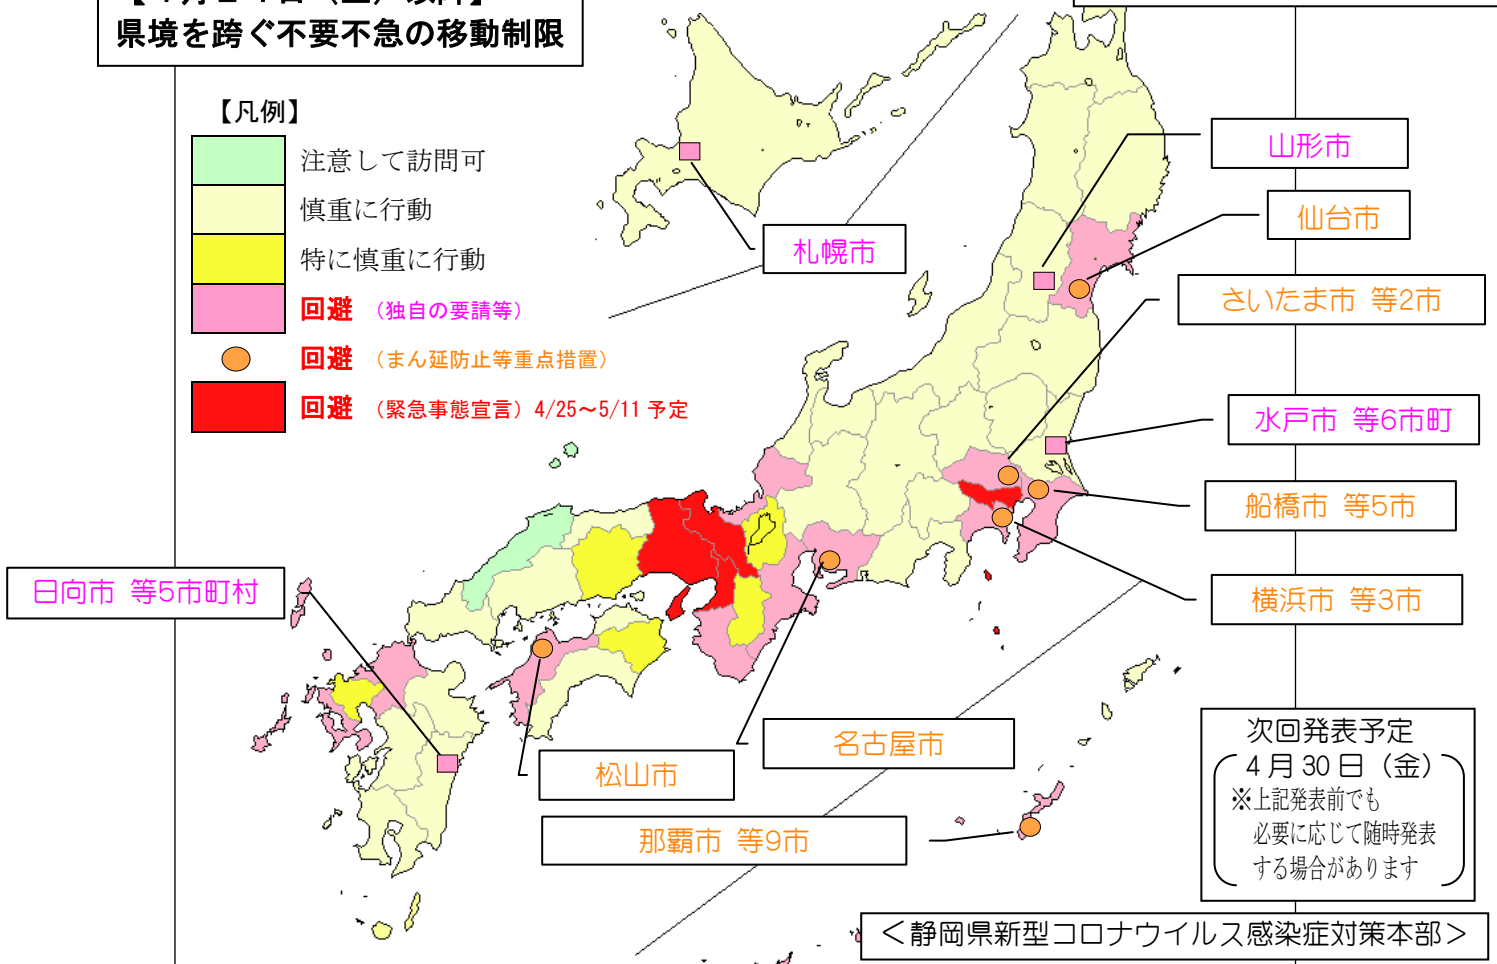 県境を跨ぐ不要不急の移動制限
【凡例】
注意して訪問可
慎重に行動
特に慎重に行動
回避 (独自の要請等)
回避 (まん延防止等重点措置)
回避 (緊急事態宣言) 4/25～5/11 予定
山形市
仙台市
札幌市
さいたま市 等2市
水戸市 等6市町
船橋市 等5市
横浜市 等3市
日向市 等5市町村
名古屋市
松山市
那覇市 等9市
次回発表予定
4月30日（金）
※上記発表前でも
必要に応じて随時発表
する場合があります
＜静岡県新型コロナウイルス感染症対策本部＞